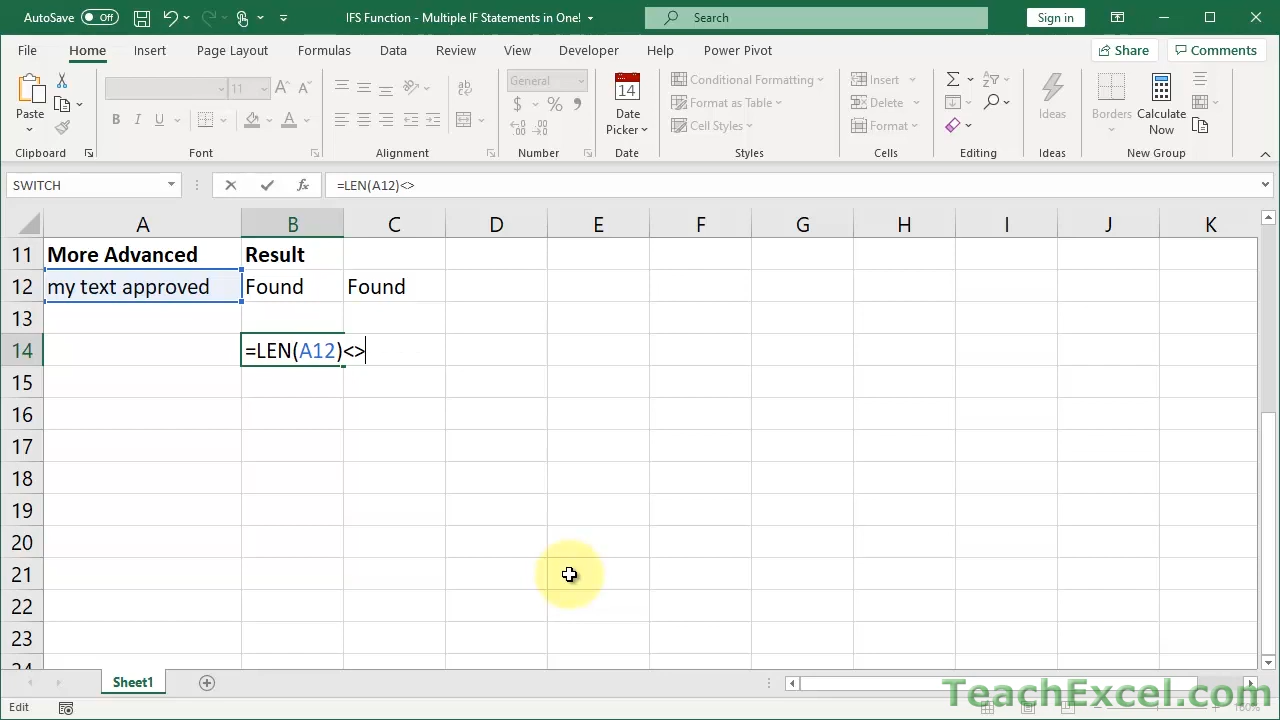 AutoSave Off IFS Function - Multiple IF Statements in One! Search Sign in
File Home Insert Page Layout Formulas Data Review View Developer Help Power Pivot Share Comments
Paste
Clipboard
11
Font
Alignment
General
Number
14
Date
Picker
Date
Conditional Formatting
Format as Table
Cell Styles
Styles
Insert
Delete
Format
Cells
Editing
Ideas
Ideas
Borders
Calculate
Now
New Group
SWITCH =LEN(A12)<>
A B C D E F G H I J K
11 More Advanced Result
12 my text approved Found Found
13
14 =LEN(A12)<>
15
16
17
18
19
20
21
22
23
24
Sheet1
TeachExcel.com
Edit 160%